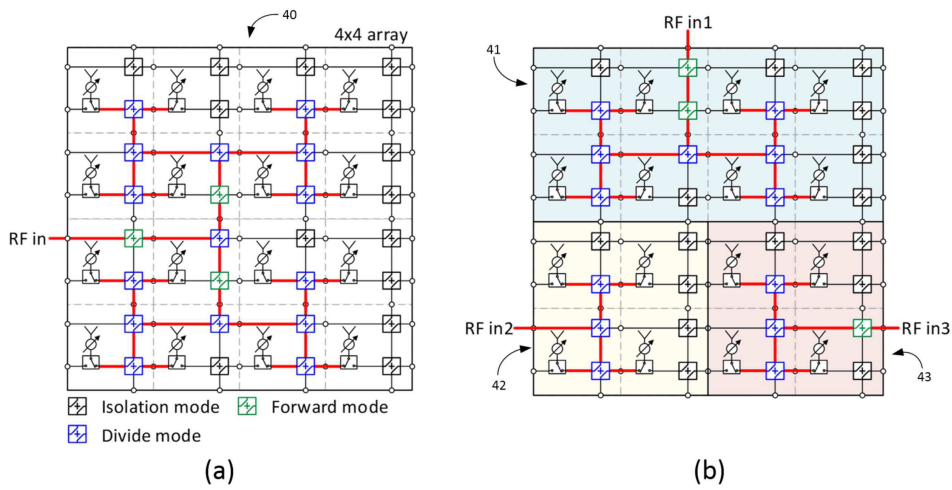 40
4x4 array
RF in
Isolation mode
Forward mode
Divide mode
(a)
RF in1
41
RF in2
RF in3
42
43
(b)